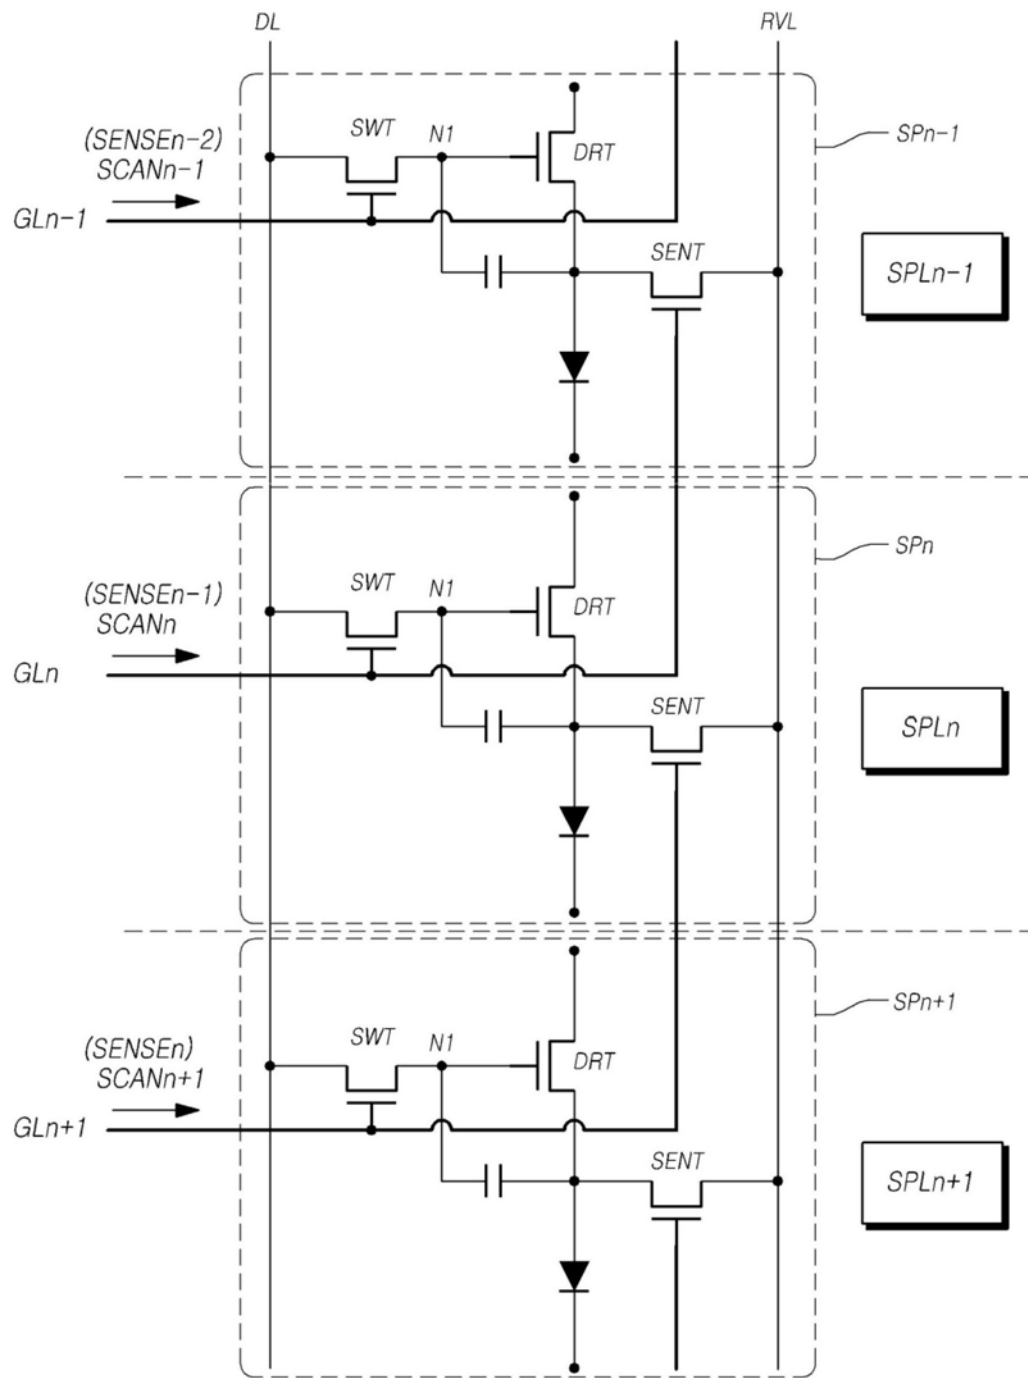 DL
RVL
(SENSEn-2)
SCANn-1
GLn-1
SWT
N1
DRT
SENT
SPn-1
SPLn-1
(SENSEn-1)
SCANn
GLn
SWT
N1
DRT
SENT
SPn
SPLn
(SENSEn)
SCANn+1
GLn+1
SWT
N1
DRT
SENT
SPn+1
SPLn+1